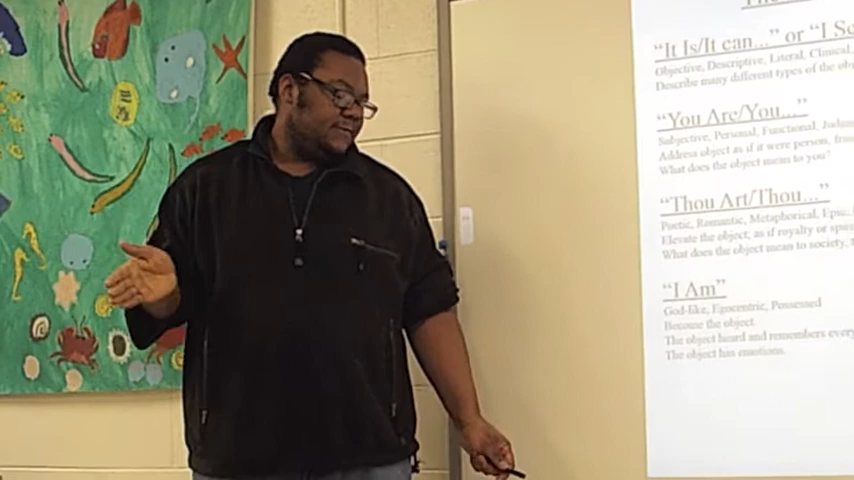 "It Is/It can..." or "I
Objective, Descriptive, Literal, Clinical,
Describe many different types of the
"You Are/You..."
Subjective, Personal, Functional,
Address object as if it were person,
What does the object mean to you?
"Thou Art/Thou..."
Poetic, Romantic, Metaphorical, Epic,
Elevate the object; as if royalty or
What does the object mean to society,
"I Am"
God-like, Egocentric, Possessed
Become the object.
The object heard and remembers
The object has emotions.